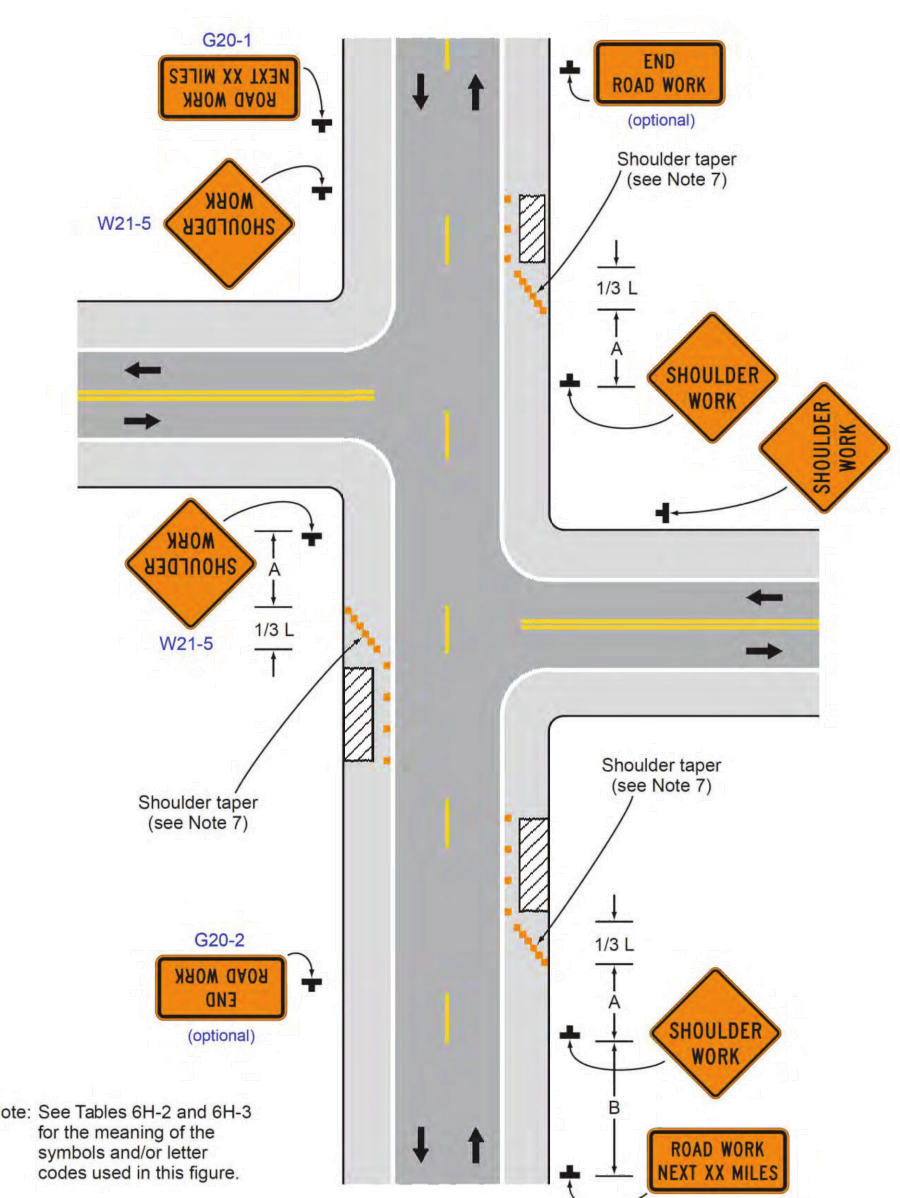 G20-1
ROAD WORK
NEXT XX MILES
END
ROAD WORK
(optional)
Shoulder taper
(see Note 7)
W21-5
SHOULDER
WORK
1/3 L
A
SHOULDER
WORK
SHOULDER
WORK
SHOULDER
WORK
W21-5
A
1/3 L
Shoulder taper
(see Note 7)
Shoulder taper
(see Note 7)
G20-2
END
ROAD WORK
(optional)
1/3 L
A
SHOULDER
WORK
B
ROAD WORK
NEXT XX MILES
ote: See Tables 6H-2 and 6H-3
for the meaning of the
symbols and/or letter
codes used in this figure.